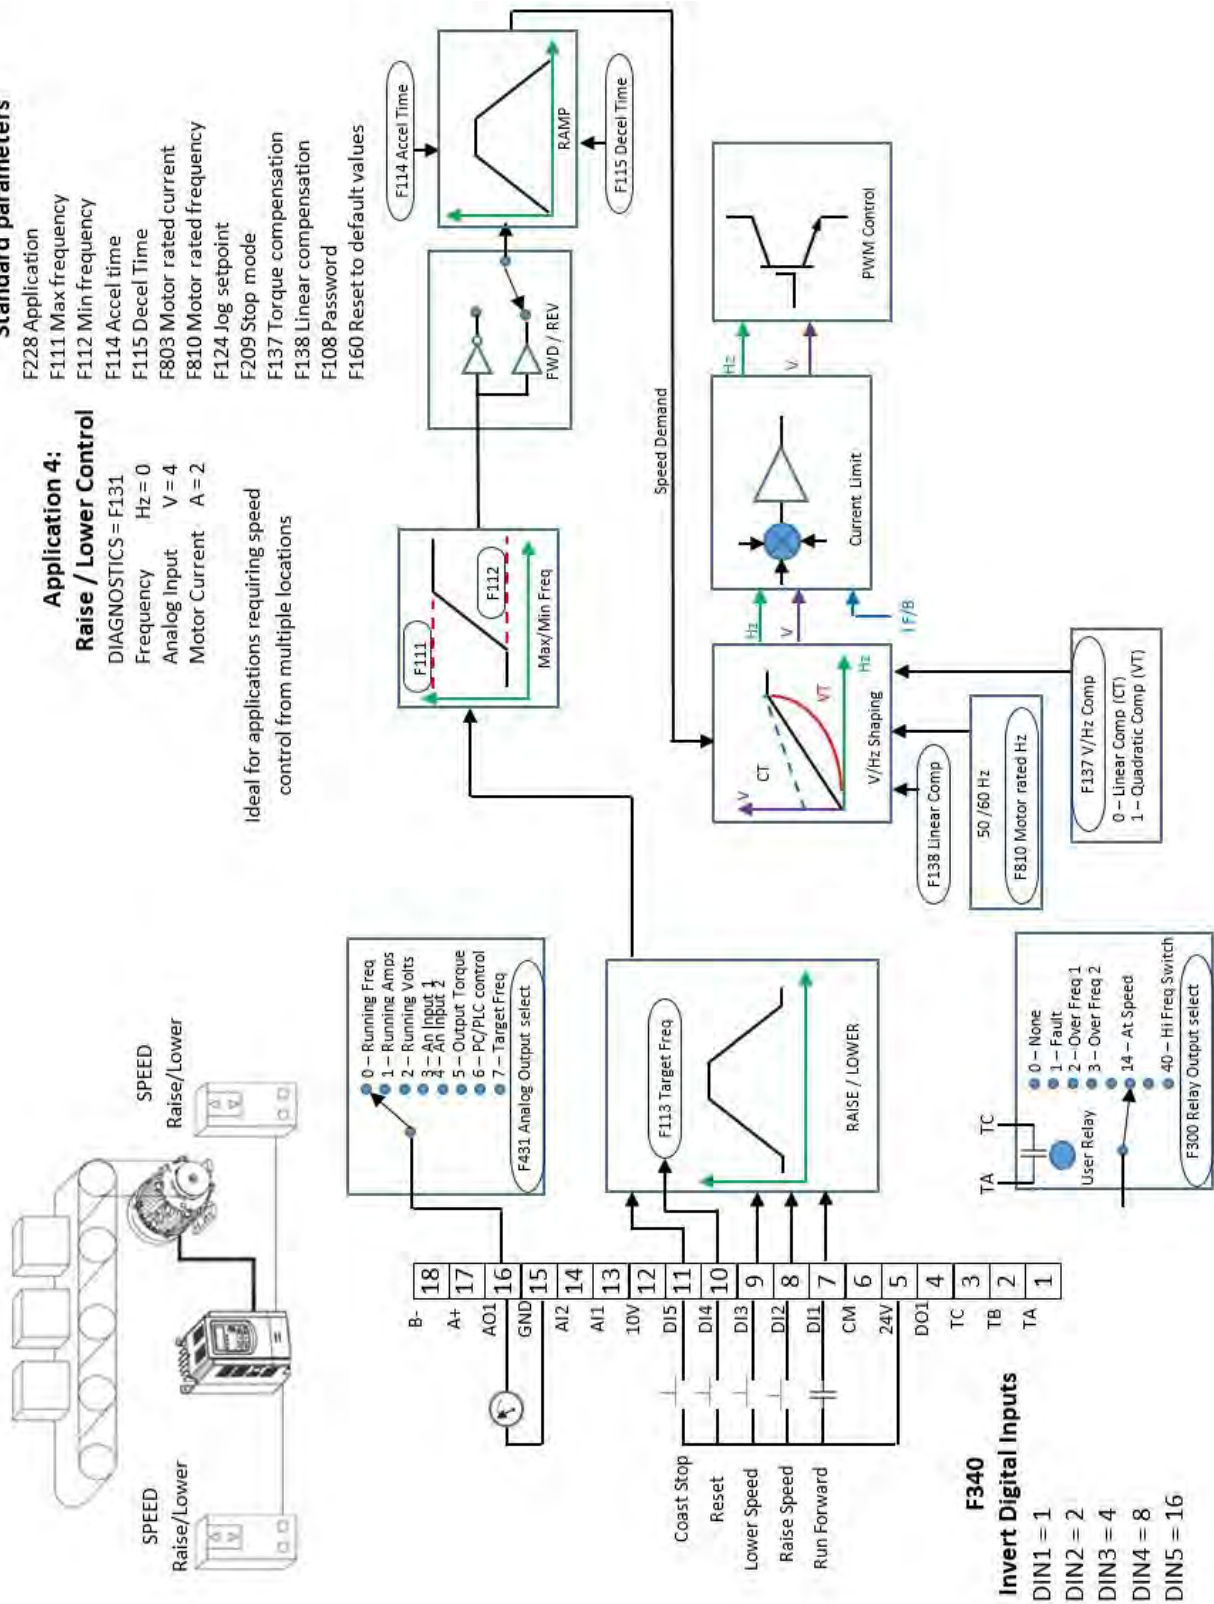 Standard parameters
F228 Application
F111 Max frequency
F112 Min frequency
F114 Accel time
F115 Decel Time
F803 Motor rated current
F810 Motor rated frequency
F124 Jog setpoint
F209 Stop mode
F137 Torque compensation
F138 Linear compensation
F108 Password
F160 Reset to default values
Application 4:
Raise / Lower Control
DIAGNOSTICS = F131
Frequency Hz = 0
Analog Input V = 4
Motor Current A = 2
Ideal for applications requiring speed
control from multiple locations
SPEED
Raise/Lower
SPEED
Raise/Lower
0 – Running Freq
1 – Running Amps
2 – Running Volts
3 – An Input 1
4 – An Input 2
5 – Output Torque
6 – PC/PLC control
7 – Target Freq
F431 Analog Output select
F111
F112
Max/Min Freq
FWD / REV
F114 Accel Time
RAMP
F115 Decel Time
Speed Demand
F113 Target Freq
RAISE / LOWER
V
CT
VT
Hz
V/Hz Shaping
F138 Linear Comp
50 /60 Hz
F810 Motor rated Hz
F137 V/Hz Comp
0 – Linear Comp (CT)
1 – Quadratic Comp (VT)
Hz
V
I F/B
Current Limit
Hz
V
PWM Control
B- 18
A+ 17
AO1 16
GND 15
AI2 14
AI1 13
10V 12
DI5 11
DI4 10
DI3 9
DI2 8
DI1 7
CM 6
24V 5
DO1 4
TC 3
TB 2
TA 1
Coast Stop
Reset
Lower Speed
Raise Speed
Run Forward
TA
TC
User Relay
0 – None
1 – Fault
2 – Over Freq 1
3 – Over Freq 2
14 – At Speed
40 – Hi Freq Switch
F300 Relay Output select
F340
Invert Digital Inputs
DIN1 = 1
DIN2 = 2
DIN3 = 4
DIN4 = 8
DIN5 = 16